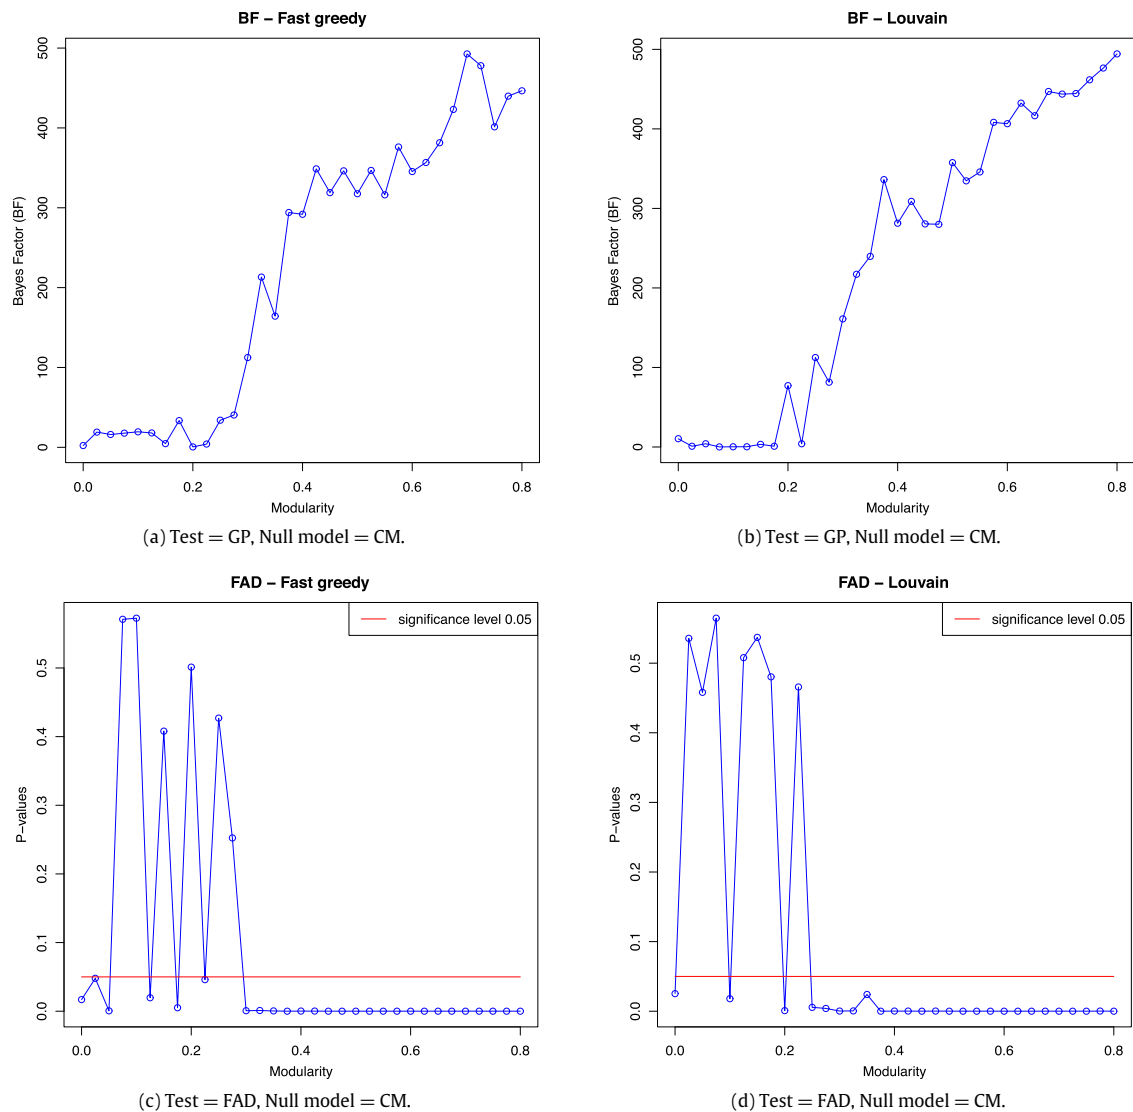 BF – Fast greedy
500
400
300
200
100
0
Bayes Factor (BF)
0.0 0.2 0.4 0.6 0.8
Modularity
(a) Test = GP, Null model = CM.
BF – Louvain
500
400
300
200
100
0
Bayes Factor (BF)
0.0 0.2 0.4 0.6 0.8
Modularity
(b) Test = GP, Null model = CM.
FAD – Fast greedy
significance level 0.05
0.5
0.4
0.3
0.2
0.1
0.0
P-values
0.0 0.2 0.4 0.6 0.8
Modularity
(c) Test = FAD, Null model = CM.
FAD – Louvain
significance level 0.05
0.5
0.4
0.3
0.2
0.1
0.0
P-values
0.0 0.2 0.4 0.6 0.8
Modularity
(d) Test = FAD, Null model = CM.